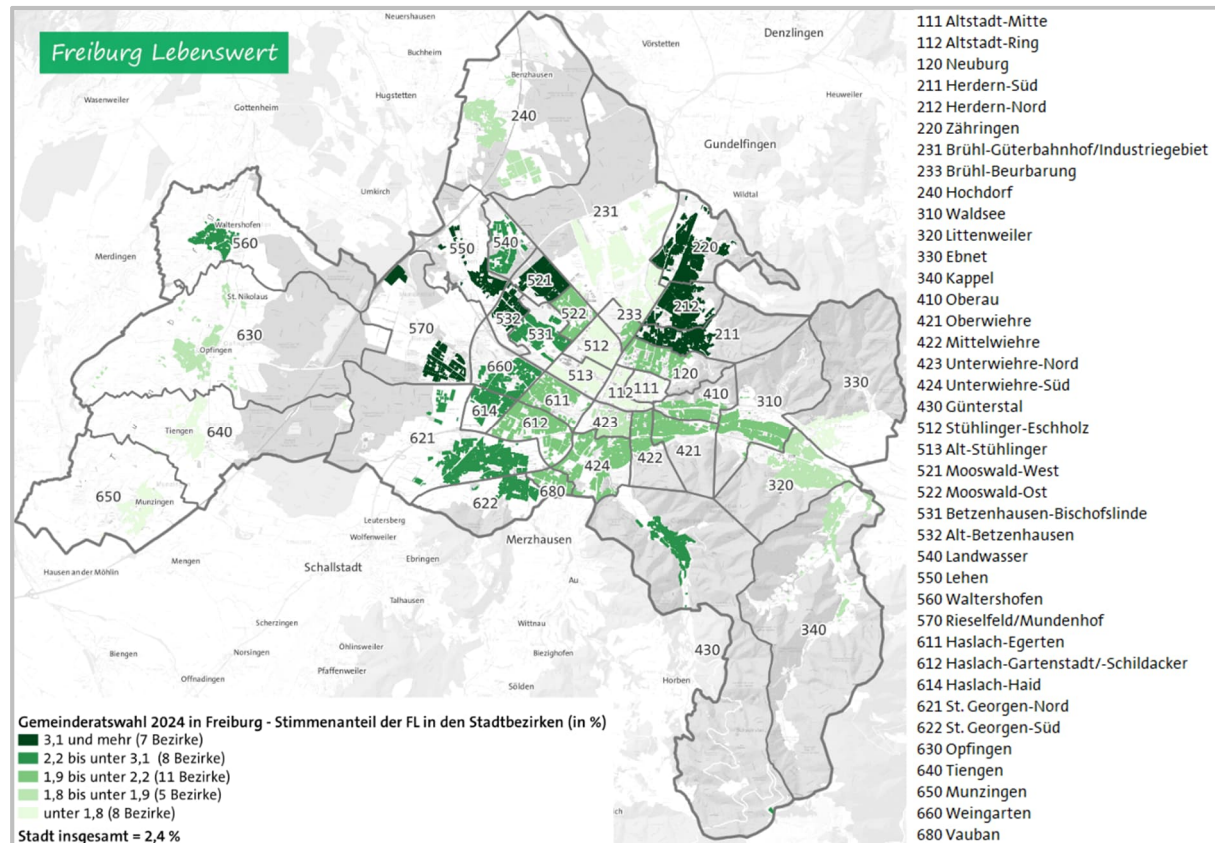 Freiburg Lebenswert
Neuershausen
Denzlingen
Vörstetten
Buchheim
Benzhausen
Heuweiler
Hugstetten
Wasenweiler
Gottenheim
240
Gundelfingen
Umkirch
Wildtal
231
Waltershofen
560
540
550
220
Merdingen
521
St. Nikolaus
212
532
522
233
630
570
531
211
512
Opfingen
660
513
120
330
112
111
410
310
614
611
423
Tiengen
640
621
612
422
421
424
320
650
Munzingen
680
622
Leutersberg
Wolfenweiler
Merzhausen
Mengen
Ebringen
Hausen an der Möhlin
Schallstadt
Au
Talhausen
Scherzingen
Wittnau
340
Öhlinsweiler
430
Biengen
Norsingen
Biezighofen
Pfaffenweiler
Horben
Offnadingen
Sölden
Gemeinderatswahl 2024 in Freiburg - Stimmenanteil der FL in den Stadtbezirken (in %)
3,1 und mehr (7 Bezirke)
2,2 bis unter 3,1 (8 Bezirke)
1,9 bis unter 2,2 (11 Bezirke)
1,8 bis unter 1,9 (5 Bezirke)
unter 1,8 (8 Bezirke)
Stadt insgesamt = 2,4 %
111 Altstadt-Mitte
112 Altstadt-Ring
120 Neuburg
211 Herdern-Süd
212 Herdern-Nord
220 Zähringen
231 Brühl-Güterbahnhof/Industriegebiet
233 Brühl-Beurbarung
240 Hochdorf
310 Waldsee
320 Littenweiler
330 Ebnet
340 Kappel
410 Oberau
421 Oberwiehre
422 Mittelwiehre
423 Unterwiehre-Nord
424 Unterwiehre-Süd
430 Günterstal
512 Stühlinger-Eschholz
513 Alt-Stühlinger
521 Mooswald-West
522 Mooswald-Ost
531 Betzenhausen-Bischofslinde
532 Alt-Betzenhausen
540 Landwasser
550 Lehen
560 Waltershofen
570 Rieselfeld/Mundenhof
611 Haslach-Egerten
612 Haslach-Gartenstadt/-Schildacker
614 Haslach-Haid
621 St. Georgen-Nord
622 St. Georgen-Süd
630 Opfingen
640 Tiengen
650 Munzingen
660 Weingarten
680 Vauban